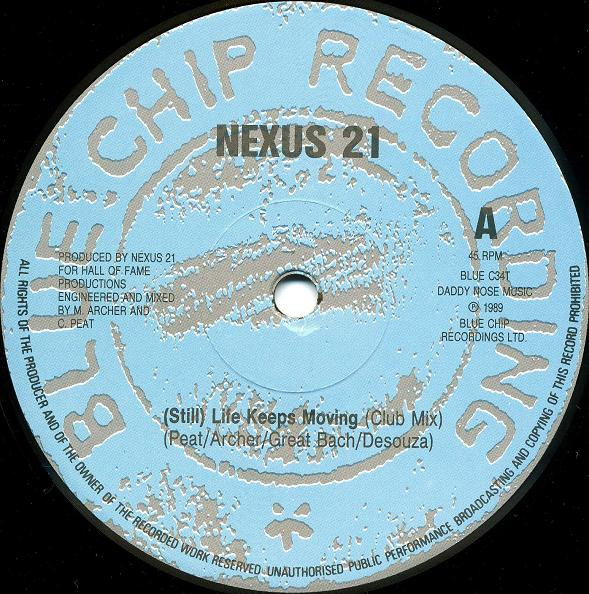 BLUE CHIP RECORDING
NEXUS 21
A
PRODUCED BY NEXUS 21
FOR HALL OF FAME
PRODUCTIONS
ENGINEERED AND MIXED
BY M. ARCHER AND
C. PEAT
45 RPM
BLUE C34T
DADDY NOSE MUSIC
Ⓟ 1989
BLUE CHIP
RECORDINGS LTD.
(Still) Life Keeps Moving (Club Mix)
(Peat/Archer/Great Bach/Desouza)
ALL RIGHTS OF THE PRODUCER AND OF THE OWNER OF THE RECORDED WORK RESERVED UNAUTHORISED PUBLIC PERFORMANCE BROADCASTING AND COPYING OF THIS RECORD PROHIBITED